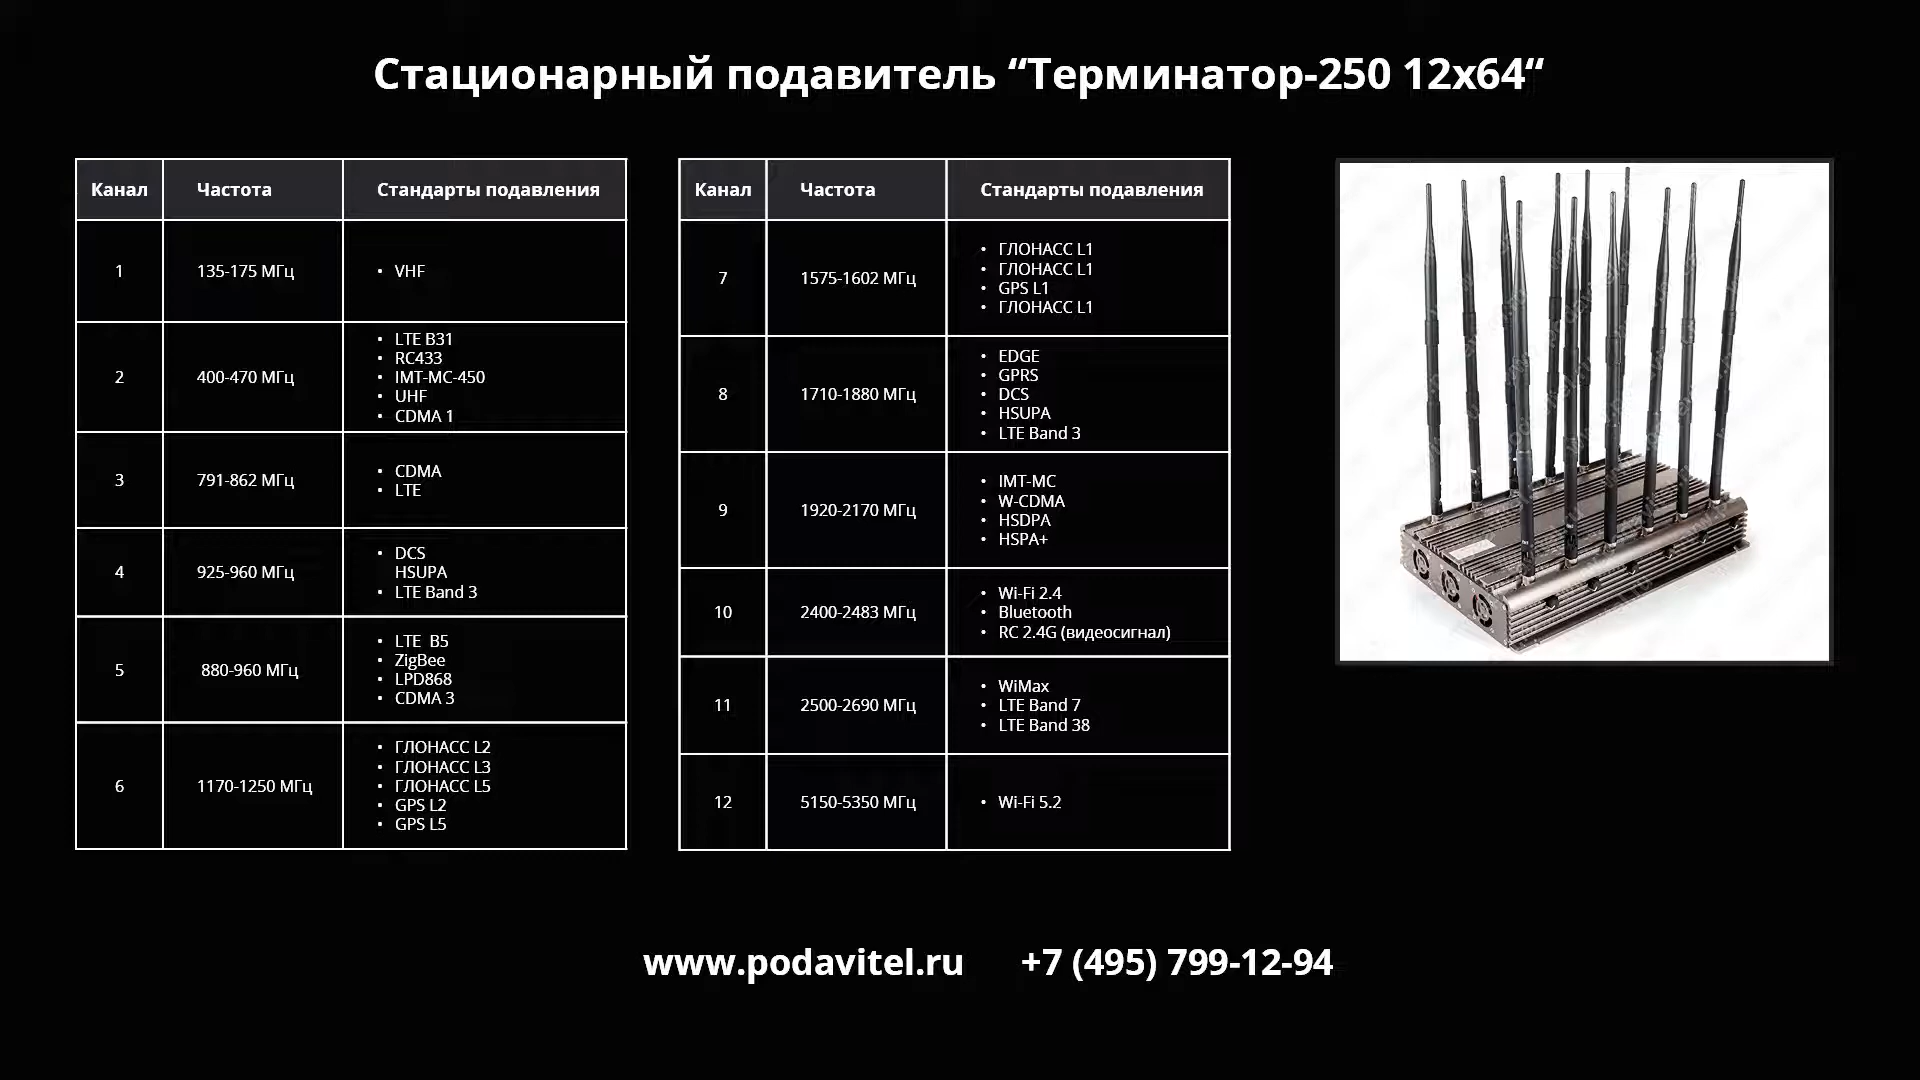 Стационарный подавитель “Терминатор-250 12x64“
Канал Частота Стандарты подавления
1 135-175 МГц • VHF
2 400-470 МГц
• LTE B31
• RC433
• IMT-MC-450
• UHF
• CDMA 1
3 791-862 МГц
• CDMA
• LTE
4 925-960 МГц
• DCS
HSUPA
• LTE Band 3
5 880-960 МГц
• LTE B5
• ZigBee
• LPD868
• CDMA 3
6 1170-1250 МГц
• ГЛОНАСС L2
• ГЛОНАСС L3
• ГЛОНАСС L5
• GPS L2
• GPS L5
Канал Частота Стандарты подавления
7 1575-1602 МГц
• ГЛОНАСС L1
• ГЛОНАСС L1
• GPS L1
• ГЛОНАСС L1
8 1710-1880 МГц
• EDGE
• GPRS
• DCS
• HSUPA
• LTE Band 3
9 1920-2170 МГц
• IMT-MC
• W-CDMA
• HSDPA
• HSPA+
10 2400-2483 МГц
• Wi-Fi 2.4
• Bluetooth
• RC 2.4G (видеосигнал)
11 2500-2690 МГц
• WiMax
• LTE Band 7
• LTE Band 38
12 5150-5350 МГц • Wi-Fi 5.2
www.podavitel.ru +7 (495) 799-12-94